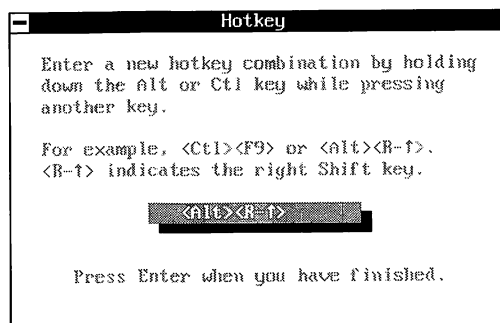 Hotkey
Enter a new hotkey combination by holding
down the Alt or Ctl key while pressing
another key.
For example, <Ctl><F9> or <Alt><R-↑>.
<R-↑> indicates the right Shift key.
<Alt><R-↑>
Press Enter when you have finished.